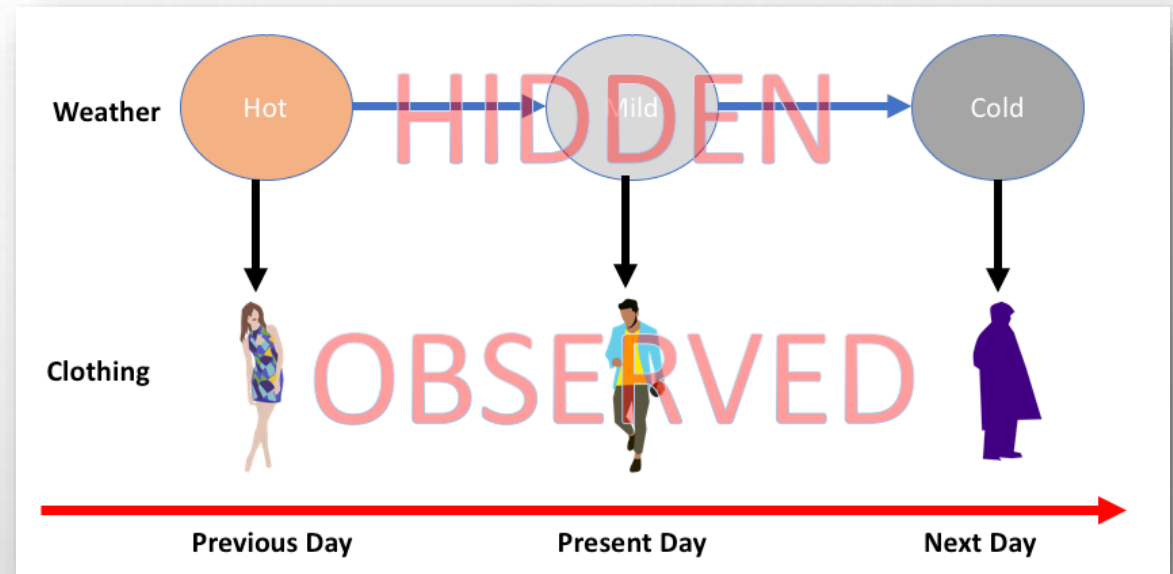 Weather
Hot
Mild
Cold
HIDDEN
Clothing
OBSERVED
Previous Day
Present Day
Next Day